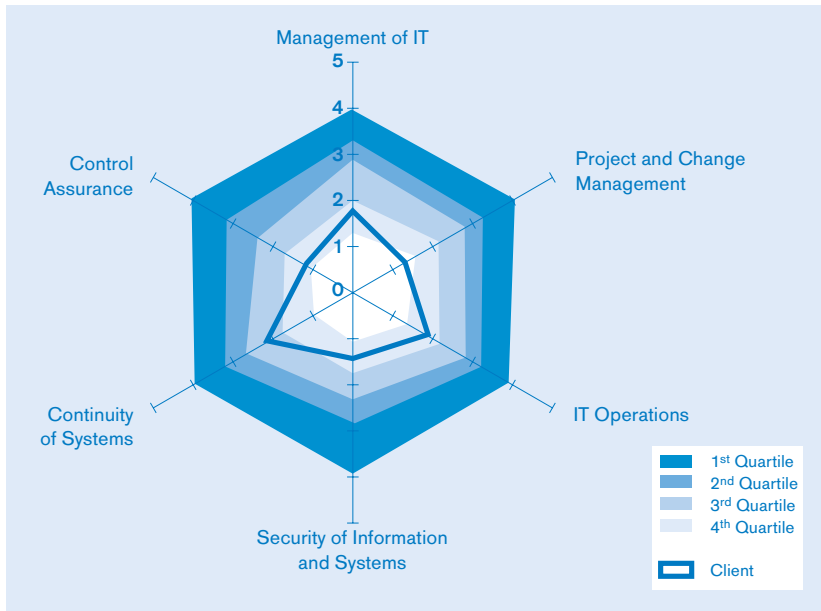 Management of IT
5
4
3
2
1
0
Project and Change
Management
Control
Assurance
Continuity
of Systems
IT Operations
Security of Information
and Systems
1st Quartile
2nd Quartile
3rd Quartile
4th Quartile
Client